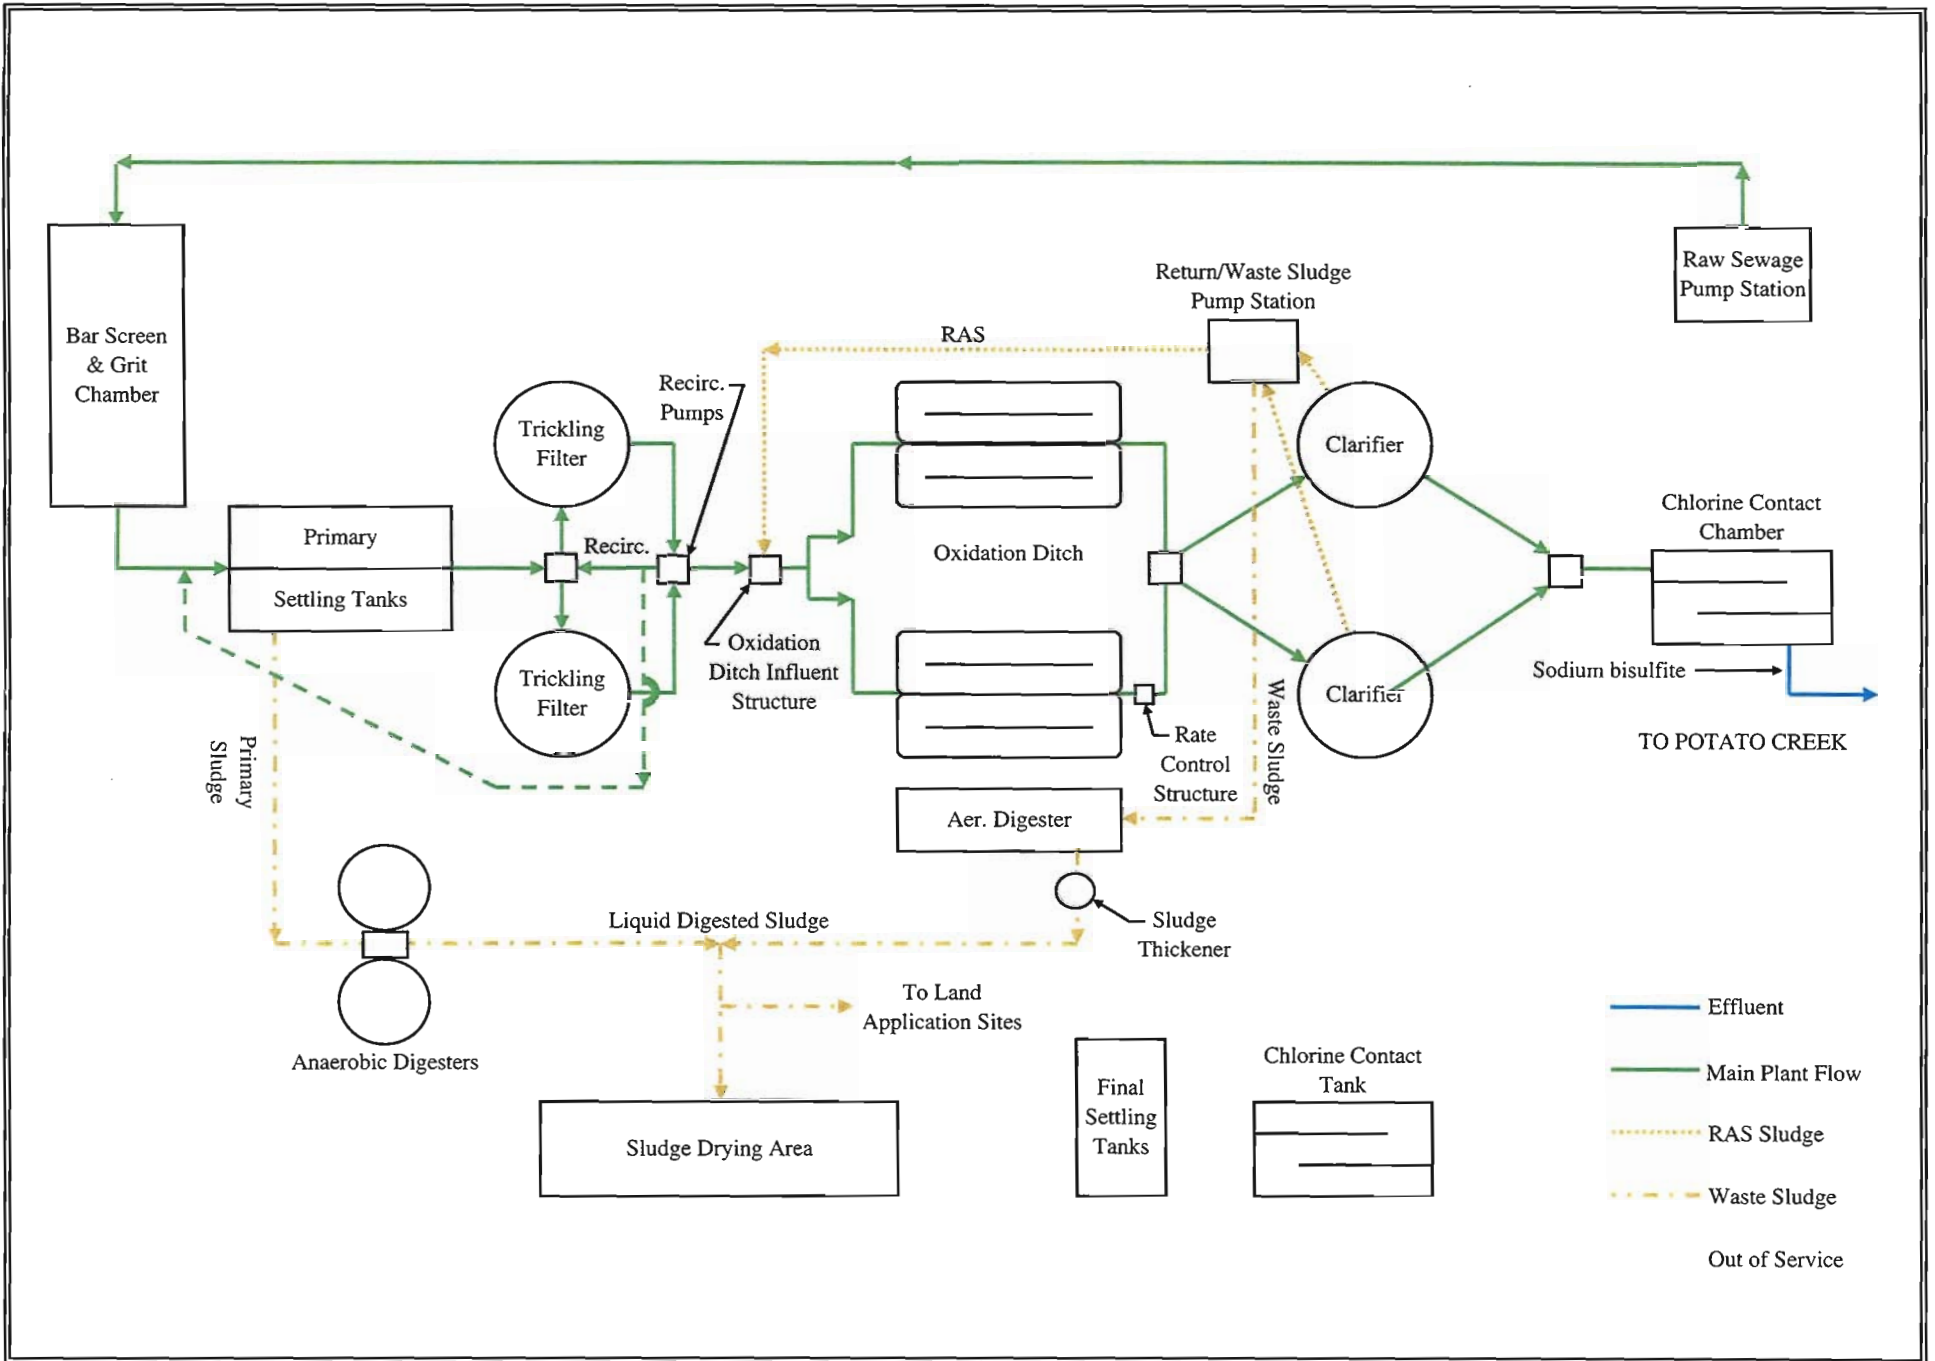 Raw Sewage
Pump Station
Bar Screen
& Grit
Chamber
Return/Waste Sludge
Pump Station
RAS
Recirc.
Pumps
Trickling
Filter
Clarifier
Primary
Settling Tanks
Recirc.
Oxidation Ditch
Chlorine Contact
Chamber
Oxidation
Ditch Influent
Structure
Trickling
Filter
Clarifier
Sodium bisulfite
TO POTATO CREEK
Rate
Control
Structure
Waste Sludge
Primary
Sludge
Aer. Digester
Liquid Digested Sludge
Sludge
Thickener
To Land
Application Sites
Anaerobic Digesters
Sludge Drying Area
Final
Settling
Tanks
Chlorine Contact
Tank
Effluent
Main Plant Flow
RAS Sludge
Waste Sludge
Out of Service